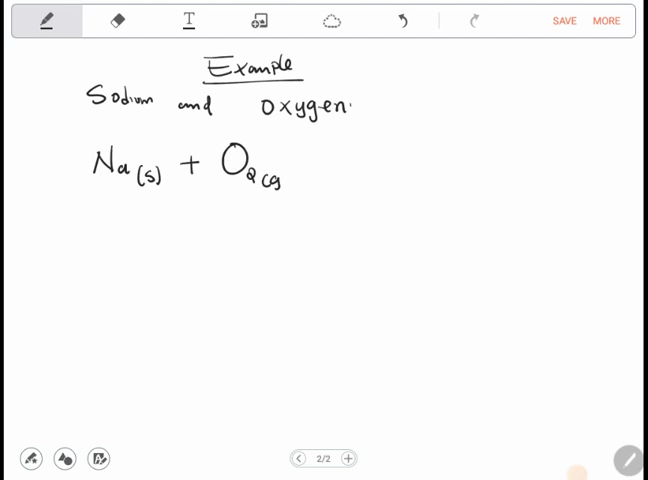 T
SAVE
MORE
Example
Sodium and oxygen.
Na(s) + O2(g
2/2